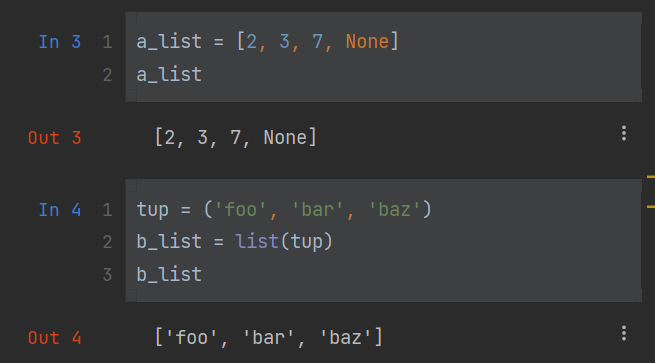 In 3 1 a_list = [2, 3, 7, None]
2 a_list
Out 3 [2, 3, 7, None]
In 4 1 tup = ('foo', 'bar', 'baz')
2 b_list = list(tup)
3 b_list
Out 4 ['foo', 'bar', 'baz']